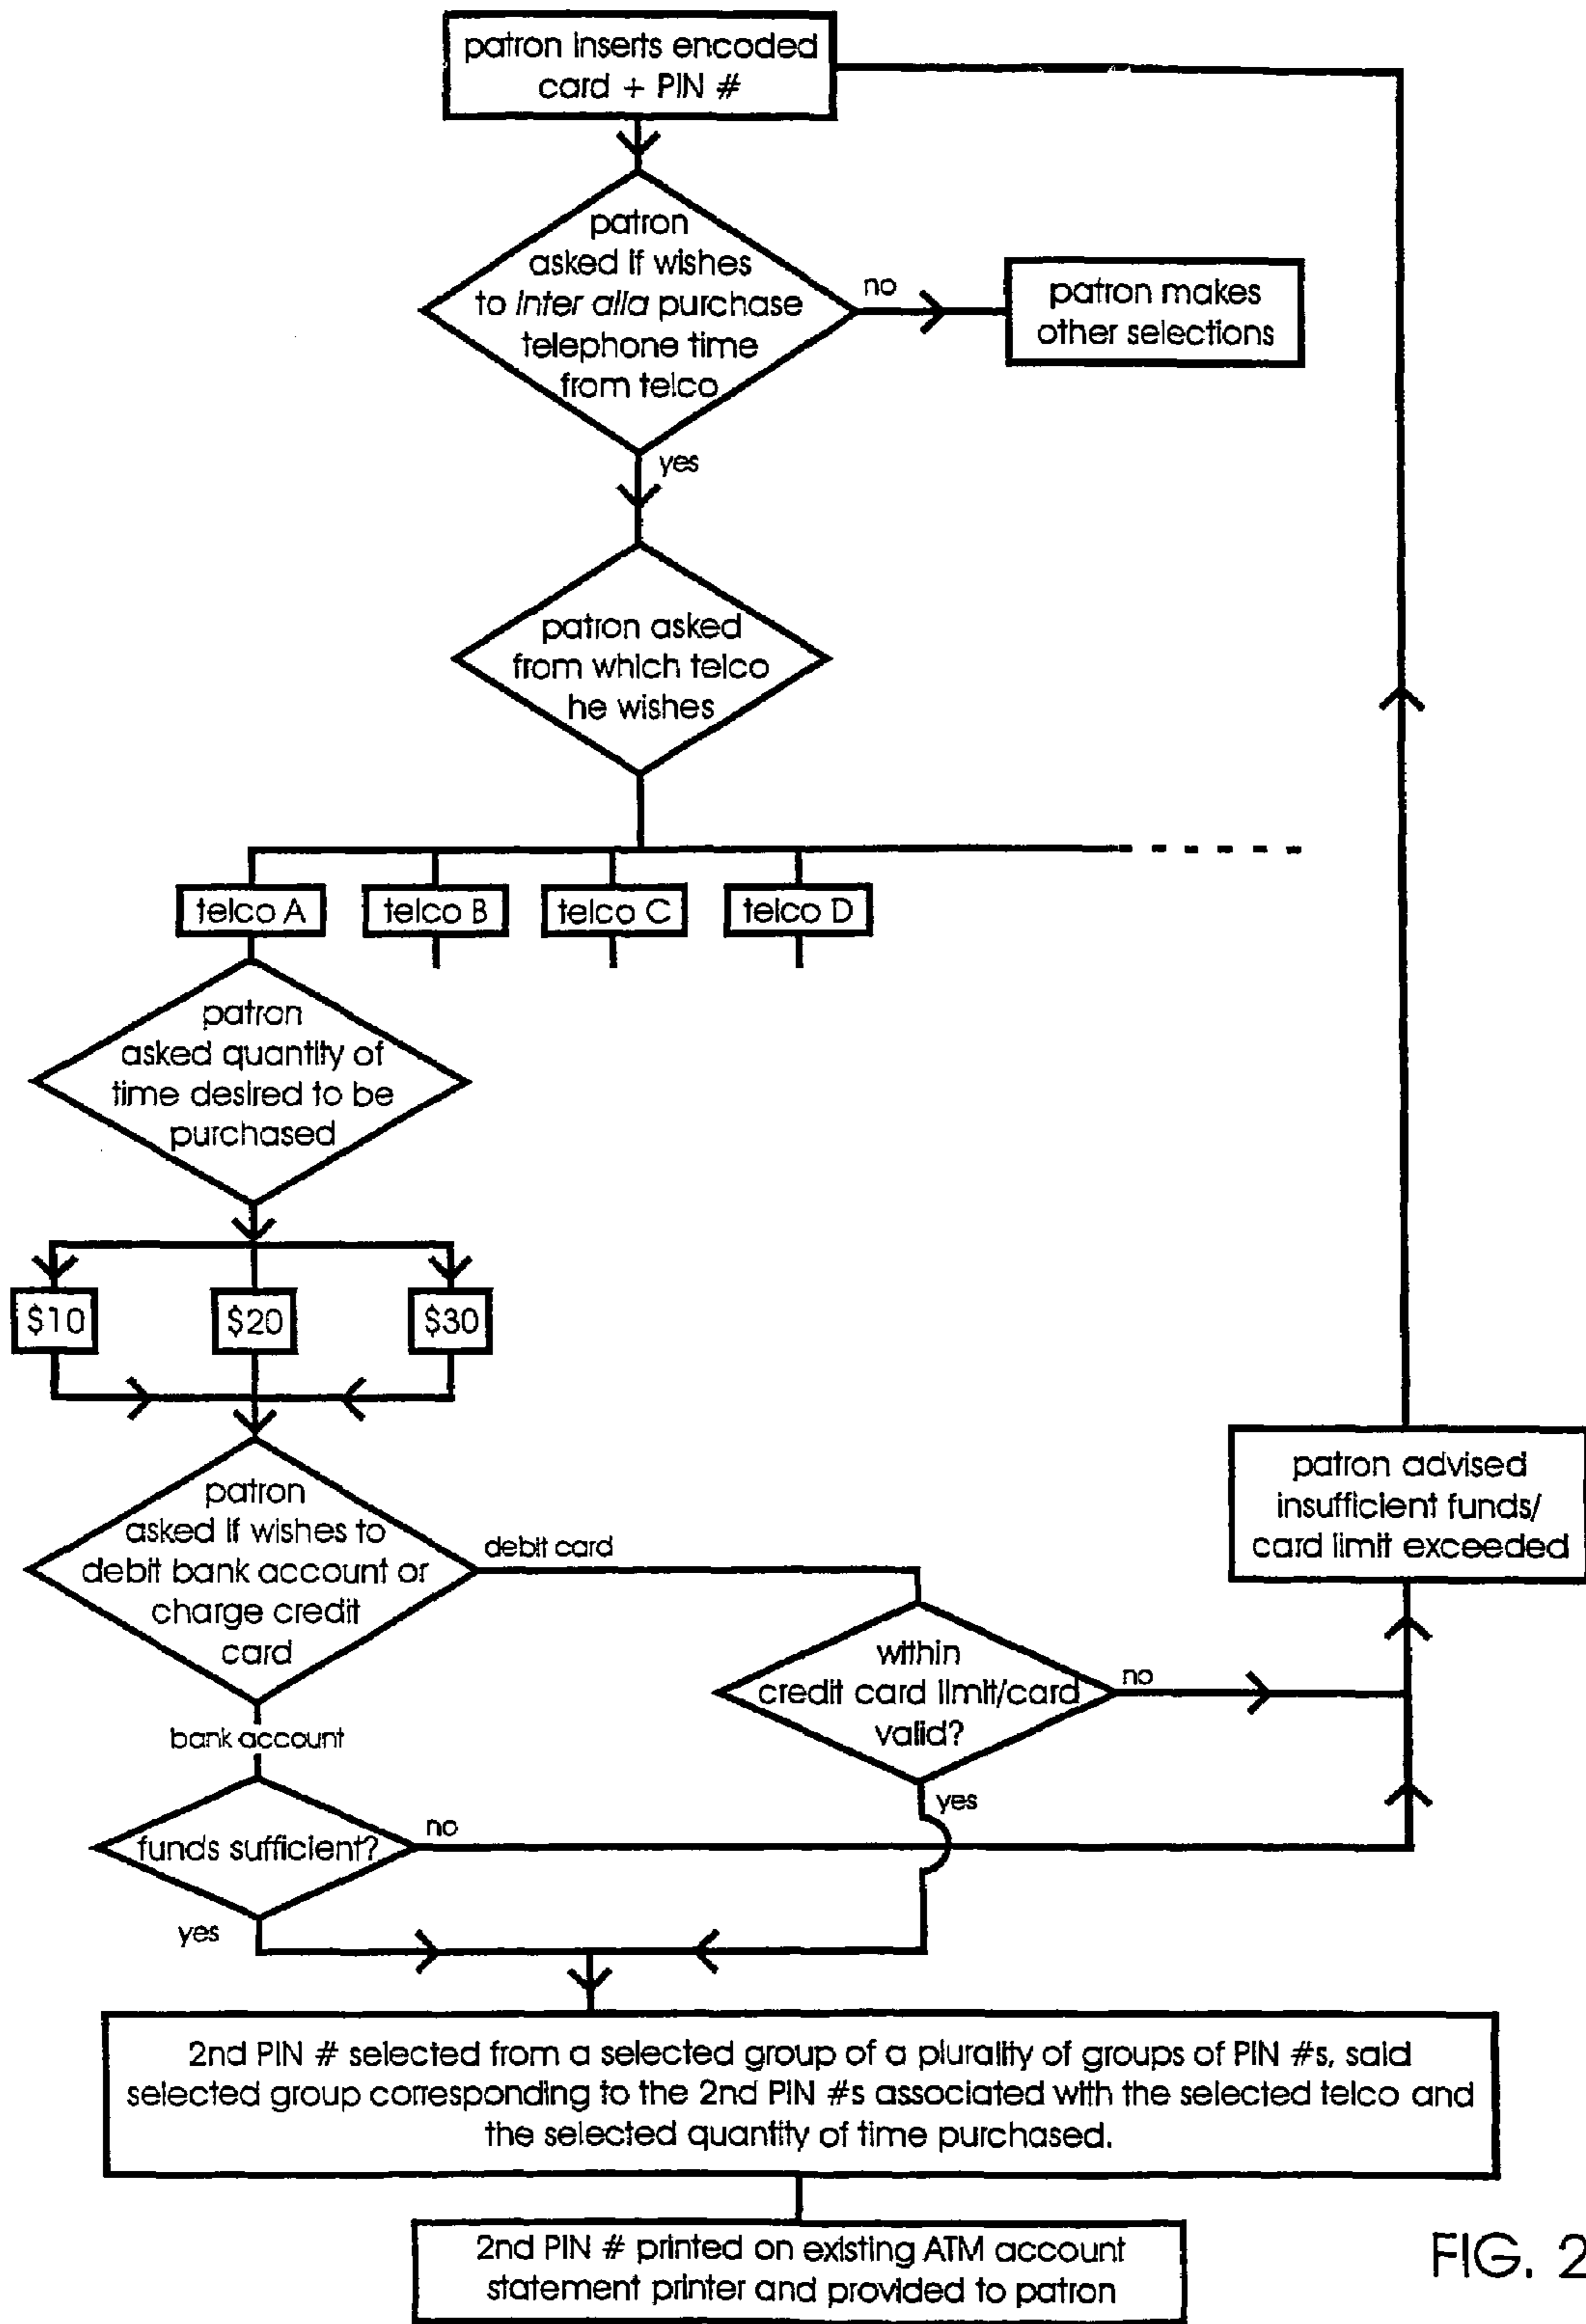 patron inserts encoded
card + PIN #
patron
asked if wishes
to inter alia purchase
telephone time
from telco
no
patron makes
other selections
yes
patron asked
from which telco
he wishes
telco A
telco B
telco C
telco D
patron
asked quantity of
time desired to be
purchased
$10
$20
$30
patron
asked if wishes to
debit bank account or
charge credit
card
debit card
patron advised
insufficient funds/
card limit exceeded
within
credit card limit/card
valid?
no
bank account
yes
funds sufficient?
no
yes
2nd PIN # selected from a selected group of a plurality of groups of PIN #s, said
selected group corresponding to the 2nd PIN #s associated with the selected telco and
the selected quantity of time purchased.
2nd PIN # printed on existing ATM account
statement printer and provided to patron
FIG. 2